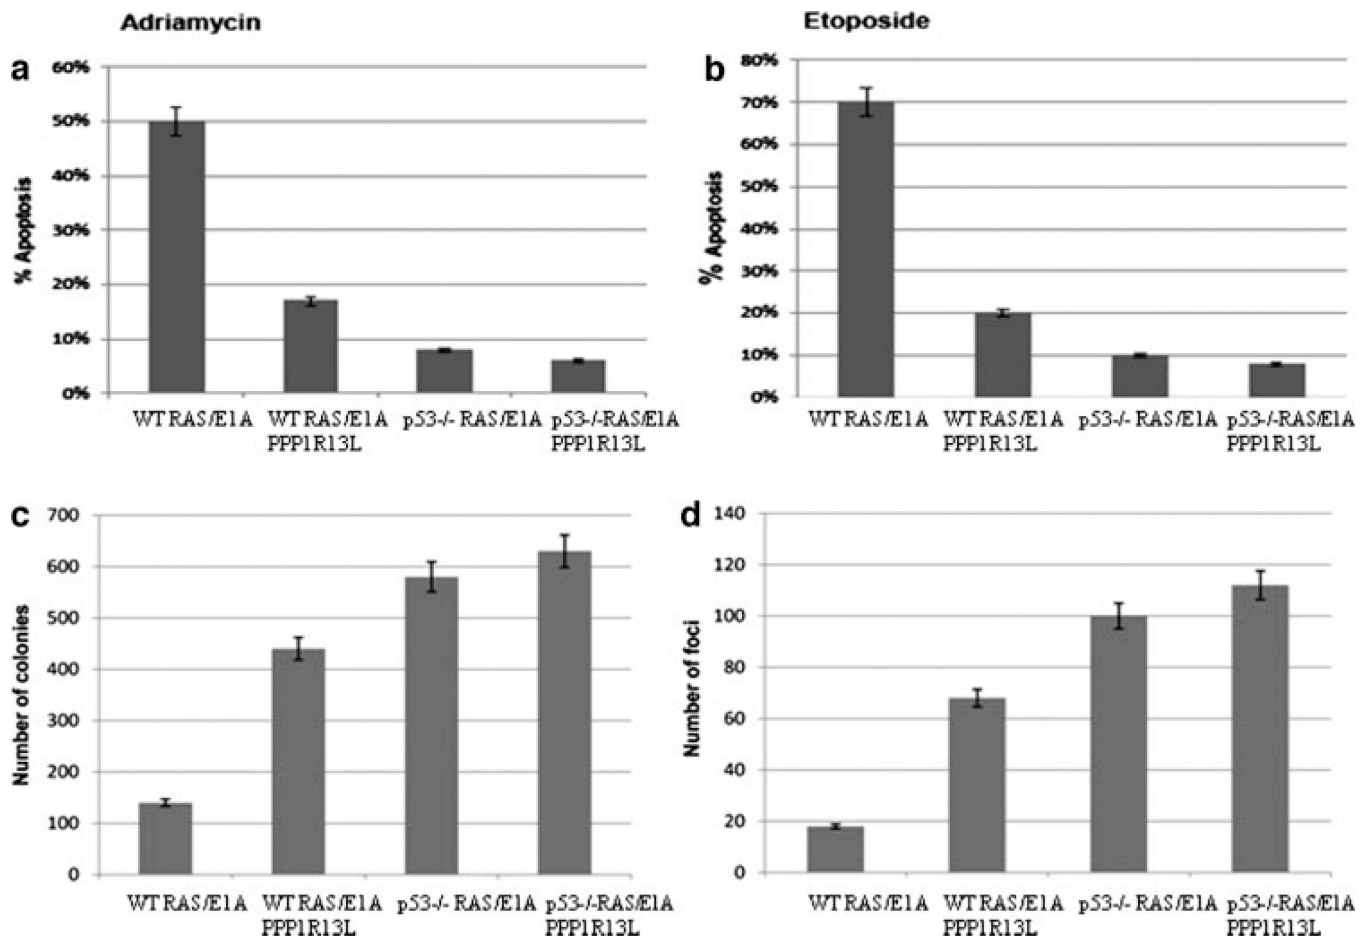 Adriamycin
a
% Apoptosis
60%
50%
40%
30%
20%
10%
0%
WT RAS/E1A
WT RAS/E1A
PPP1R13L
p53-/- RAS/E1A
p53-/-RAS/E1A
PPP1R13L
Etoposide
b
% Apoptosis
80%
70%
60%
50%
40%
30%
20%
10%
0%
WT RAS/E1A
WT RAS/E1A
PPP1R13L
p53-/- RAS/E1A
p53-/-RAS/E1A
PPP1R13L
c
Number of colonies
700
600
500
400
300
200
100
0
WT RAS/E1A
WT RAS/E1A
PPP1R13L
p53-/- RAS/E1A
p53-/-RAS/E1A
PPP1R13L
d
Number of foci
140
120
100
80
60
40
20
0
WT RAS/E1A
WT RAS/E1A
PPP1R13L
p53-/- RAS/E1A
p53-/-RAS/E1A
PPP1R13L